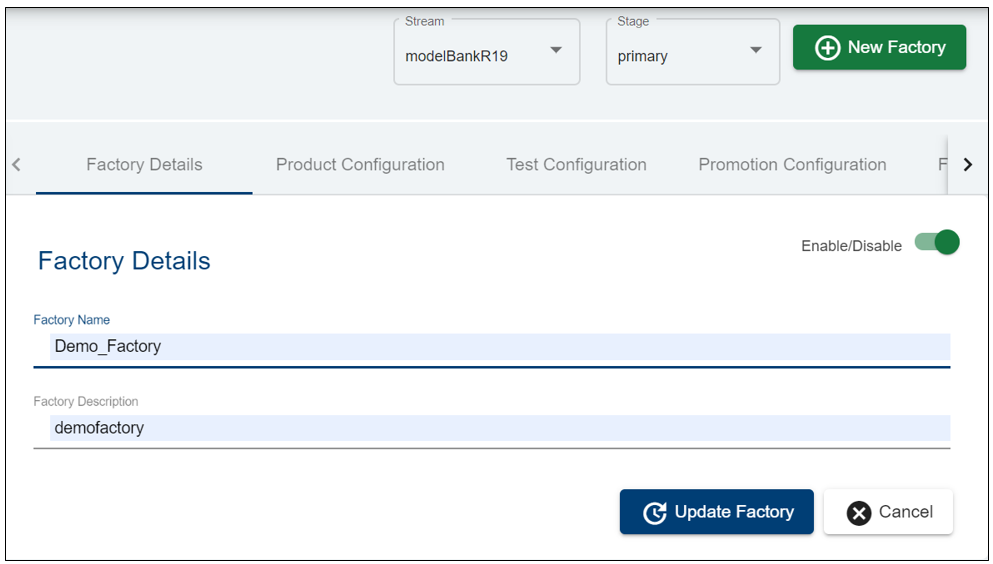 Stream
modelBankR19
Stage
primary
New Factory
Factory Details
Product Configuration
Test Configuration
Promotion Configuration
F
Factory Details
Enable/Disable
Factory Name
Demo_Factory
Factory Description
demofactory
Update Factory
Cancel